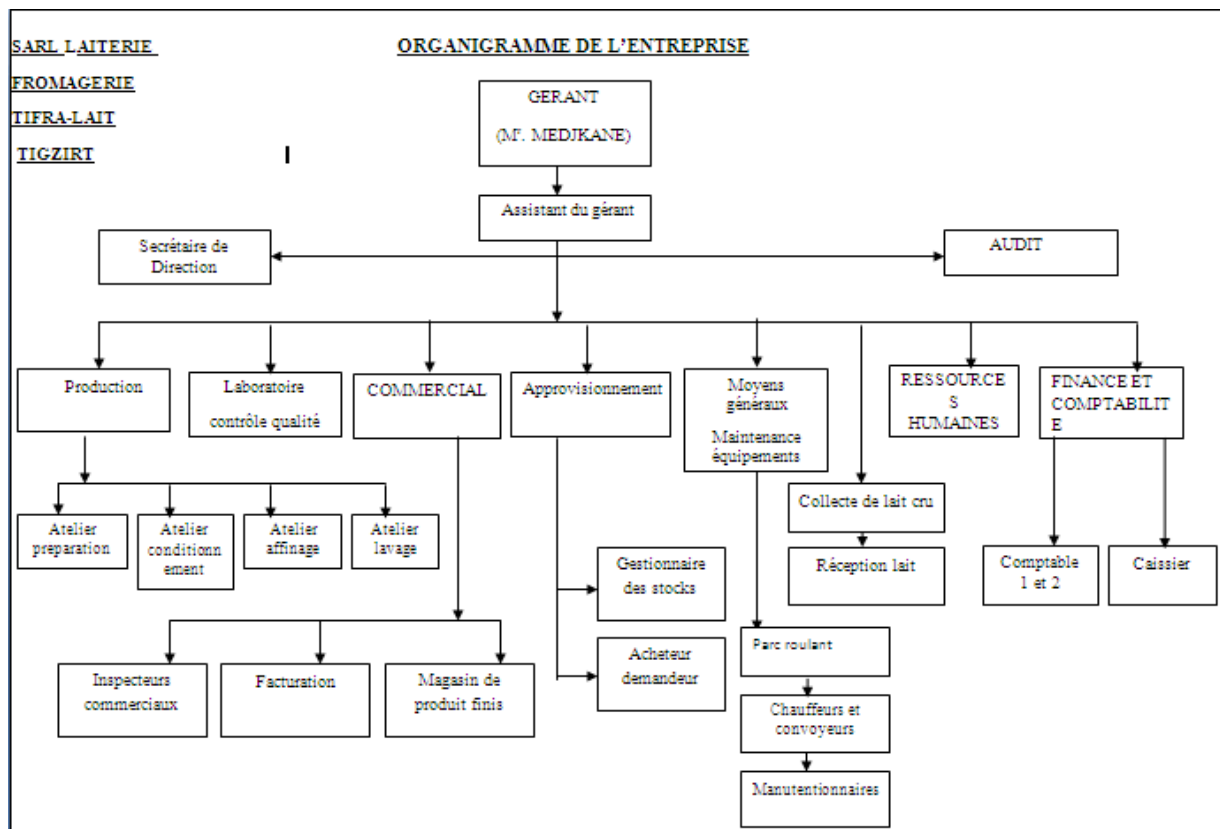 SARL LAITERIE
FROMAGERIE
TIFRA-LAIT
TIGZIRT
ORGANIGRAMME DE L'ENTREPRISE
GERANT
(Mr. MEDJKANE)
Assistant du gérant
Secrétaire de
Direction
AUDIT
Production
Laboratoire
contrôle qualité
COMMERCIAL
Approvisionnement
Moyens
généraux
Maintenance
équipements
RESSOURCE
S
HUMAINES
FINANCE ET
COMPTABILIT
E
Collecte de lait cru
Réception lait
Atelier
preparation
Atelier
conditionn
ement
Atelier
affinage
Atelier
lavage
Gestionnaire
des stocks
Acheteur
demandeur
Comptable
1 et 2
Caissier
Inspecteurs
commerciaux
Facturation
Magasin de
produit finis
Parc roulant
Chauffeurs et
convoyeurs
Manutentionnaires